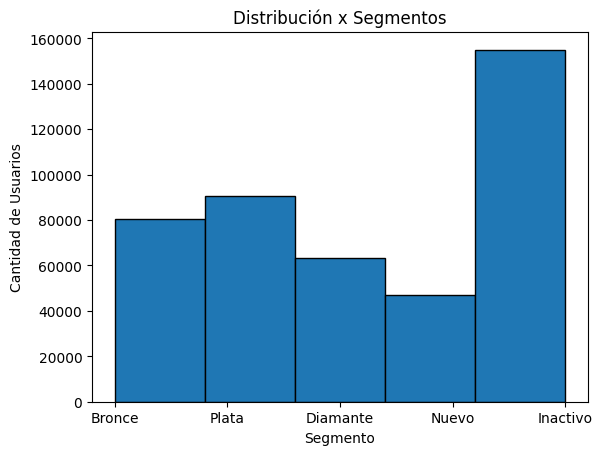 Distribución x Segmentos
160000
140000
120000
100000
80000
60000
40000
20000
0
Cantidad de Usuarios
Bronce Plata Diamante Nuevo Inactivo
Segmento